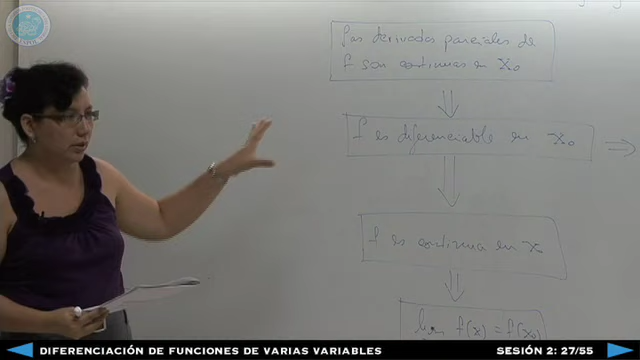 Las derivadas parciales de
f son continuas en X₀
⇓
f es diferenciable en X₀ ⇒
⇓
f es continua en X
⇓
lim f(x) = f(x₀)
DIFERENCIACIÓN DE FUNCIONES DE VARIAS VARIABLES
SESIÓN 2: 27/55